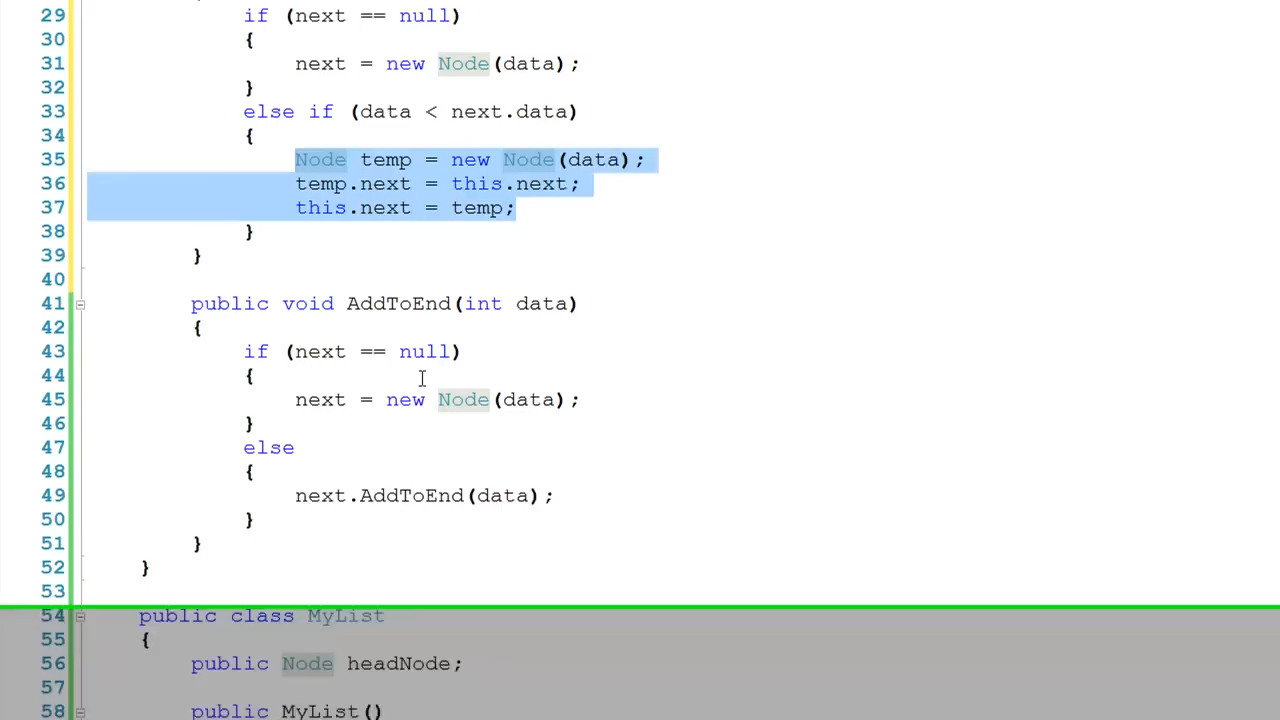 29 if (next == null)
30 {
31 next = new Node(data);
32 }
33 else if (data < next.data)
34 {
35 Node temp = new Node(data);
36 temp.next = this.next;
37 this.next = temp;
38 }
39 }
40
41 public void AddToEnd(int data)
42 {
43 if (next == null)
44 {
45 next = new Node(data);
46 }
47 else
48 {
49 next.AddToEnd(data);
50 }
51 }
52 }
53
54 public class MyList
55 {
56 public Node headNode;
57
58 public MyList()